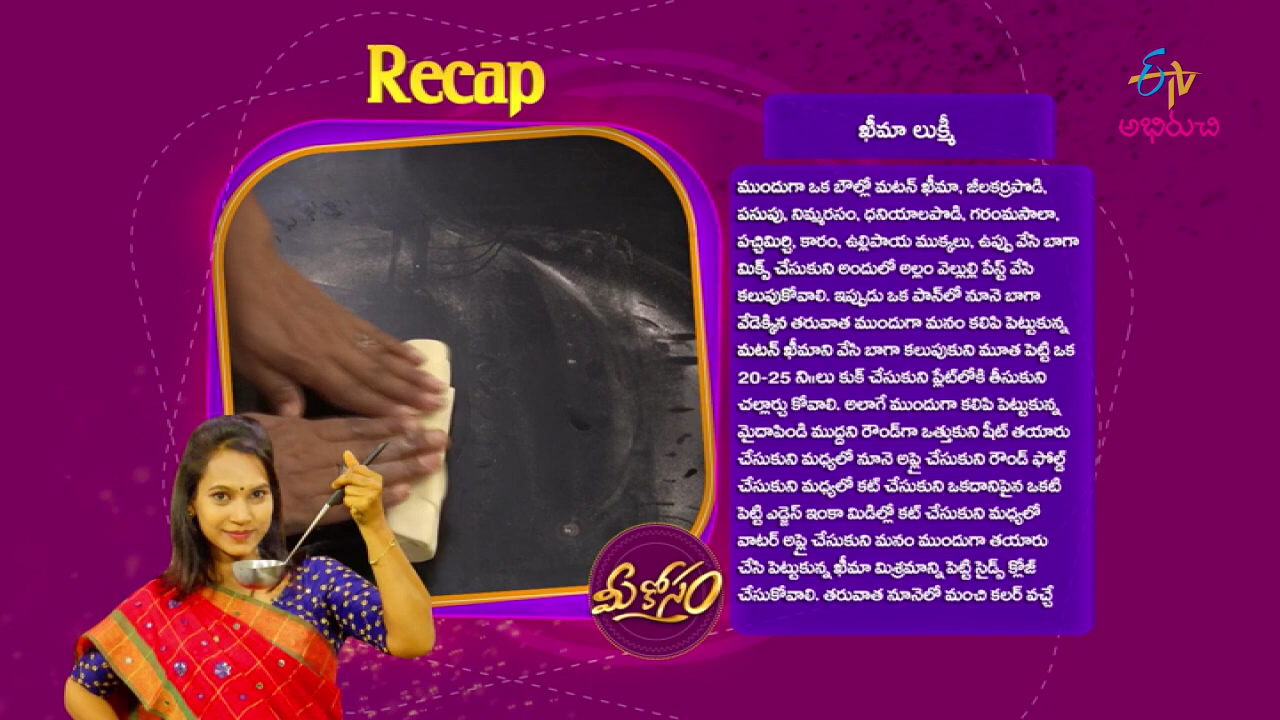 Recap
ETV
అభిరుచి
ఖీమా లుక్మీ
ముందుగా ఒక బౌల్లో మటన్ ఖీమా, జీలకర్రపొడి,
పసుపు, నిమ్మరసం, ధనియాలపొడి, గరంమసాలా,
పచ్చిమిర్చి, కారం, ఉల్లిపాయ ముక్కలు, ఉప్పు వేసి బాగా
మిక్స్ చేసుకుని అందులో అల్లం వెల్లుల్లి పేస్ట్ వేసి
కలుపుకోవాలి. ఇప్పుడు ఒక పాన్‌లో నూనె బాగా
వేడెక్కిన తరువాత ముందుగా మనం కలిపి పెట్టుకున్న
మటన్ ఖీమాని వేసి బాగా కలుపుకుని మూత పెట్టి ఒక
20-25 ని॥లు కుక్ చేసుకుని ప్లేట్‌లోకి తీసుకుని
చల్లార్చు కోవాలి. అలాగే ముందుగా కలిపి పెట్టుకున్న
మైదాపిండి ముద్దని రౌండ్‌గా ఒత్తుకుని షీట్ తయారు
చేసుకుని మధ్యలో నూనె అప్లై చేసుకుని రౌండ్ ఫోల్డ్
చేసుకుని మధ్యలో కట్ చేసుకుని ఒకదానిపైన ఒకటి
పెట్టి ఎడ్జెస్ ఇంకా మిడిల్లో కట్ చేసుకుని మధ్యలో
వాటర్ అప్లై చేసుకుని మనం ముందుగా తయారు
చేసి పెట్టుకున్న ఖీమా మిశ్రమాన్ని పెట్టి సైడ్స్ క్లోజ్
చేసుకోవాలి. తరువాత నూనెలో మంచి కలర్ వచ్చే
మీ కోసం